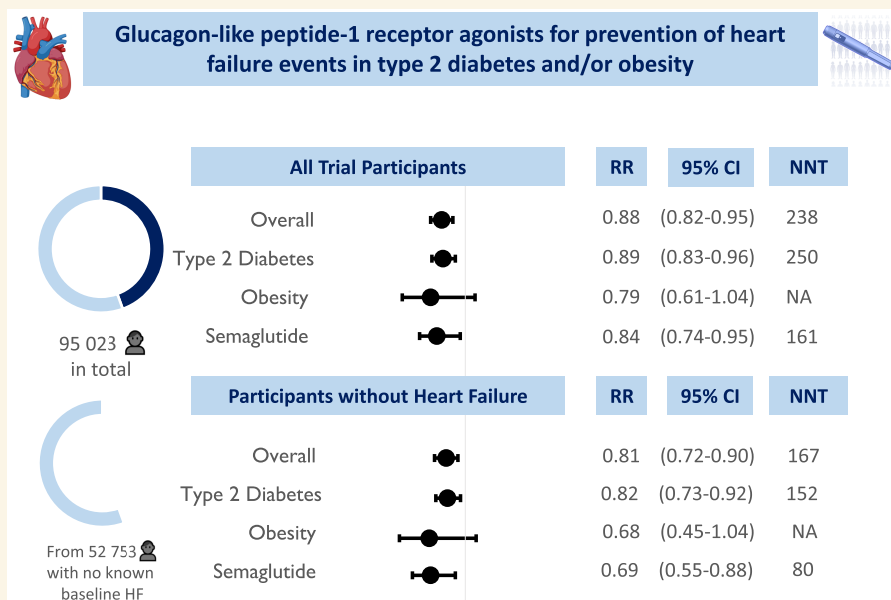 Glucagon-like peptide-1 receptor agonists for prevention of heart
failure events in type 2 diabetes and/or obesity
All Trial Participants RR 95% CI NNT
Overall 0.88 (0.82-0.95) 238
Type 2 Diabetes 0.89 (0.83-0.96) 250
Obesity 0.79 (0.61-1.04) NA
Semaglutide 0.84 (0.74-0.95) 161
95 023
in total
Participants without Heart Failure RR 95% CI NNT
Overall 0.81 (0.72-0.90) 167
Type 2 Diabetes 0.82 (0.73-0.92) 152
Obesity 0.68 (0.45-1.04) NA
Semaglutide 0.69 (0.55-0.88) 80
From 52 753
with no known
baseline HF